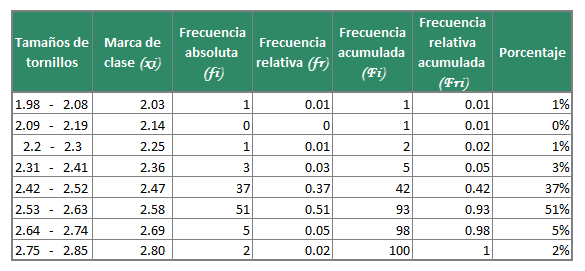 Tamaños de tornillos | Marca de clase (xi) | Frecuencia absoluta (fi) | Frecuencia relativa (fr) | Frecuencia acumulada (Fi) | Frecuencia relativa acumulada (Fri) | Porcentaje
1.98 - 2.08 | 2.03 | 1 | 0.01 | 1 | 0.01 | 1%
2.09 - 2.19 | 2.14 | 0 | 0 | 1 | 0.01 | 0%
2.2 - 2.3 | 2.25 | 1 | 0.01 | 2 | 0.02 | 1%
2.31 - 2.41 | 2.36 | 3 | 0.03 | 5 | 0.05 | 3%
2.42 - 2.52 | 2.47 | 37 | 0.37 | 42 | 0.42 | 37%
2.53 - 2.63 | 2.58 | 51 | 0.51 | 93 | 0.93 | 51%
2.64 - 2.74 | 2.69 | 5 | 0.05 | 98 | 0.98 | 5%
2.75 - 2.85 | 2.80 | 2 | 0.02 | 100 | 1 | 2%